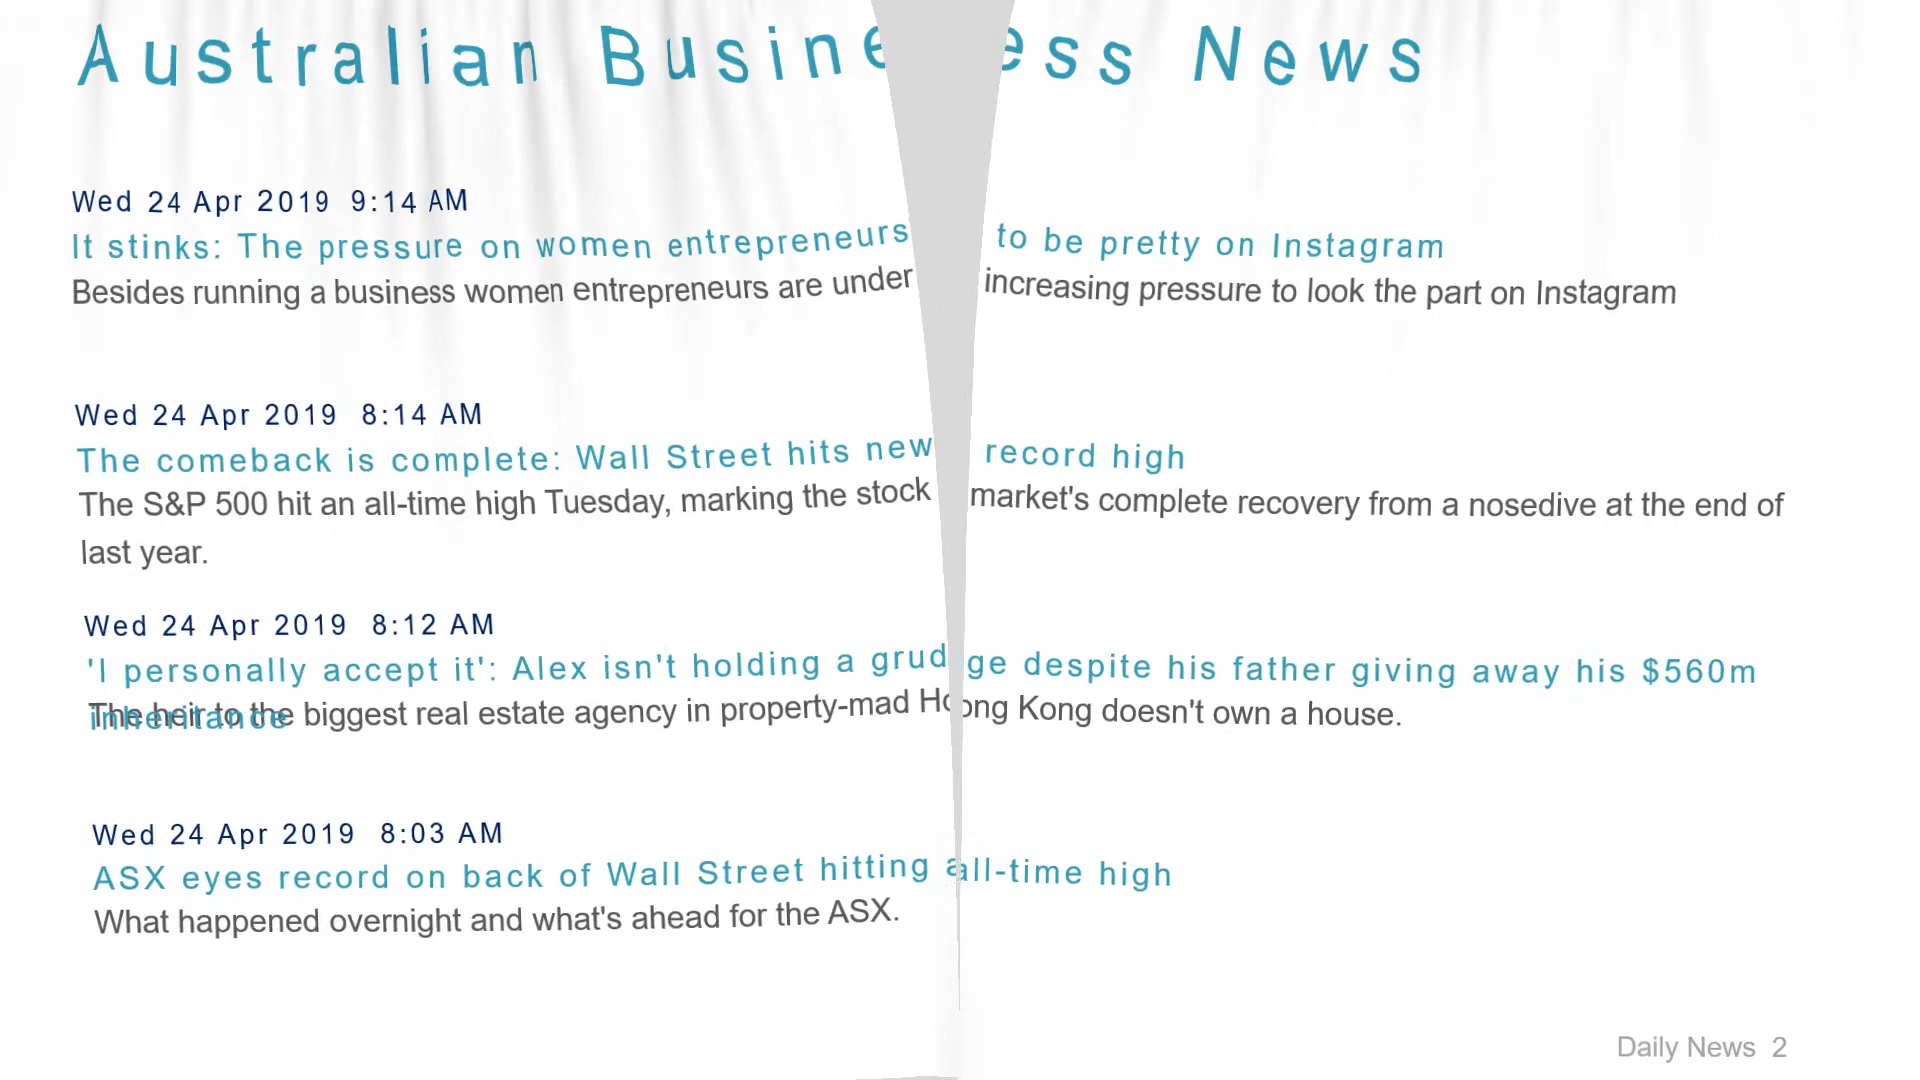 Australian Business News
Wed 24 Apr 2019 9:14 AM
It stinks: The pressure on women entrepreneurs to be pretty on Instagram
Besides running a business women entrepreneurs are under increasing pressure to look the part on Instagram
Wed 24 Apr 2019 8:14 AM
The comeback is complete: Wall Street hits new record high
The S&P 500 hit an all-time high Tuesday, marking the stock market's complete recovery from a nosedive at the end of
last year.
Wed 24 Apr 2019 8:12 AM
'I personally accept it': Alex isn't holding a grudge despite his father giving away his $560m
inheritance
The heir to the biggest real estate agency in property-mad Hong Kong doesn't own a house.
Wed 24 Apr 2019 8:03 AM
ASX eyes record on back of Wall Street hitting all-time high
What happened overnight and what's ahead for the ASX.
Daily News 2